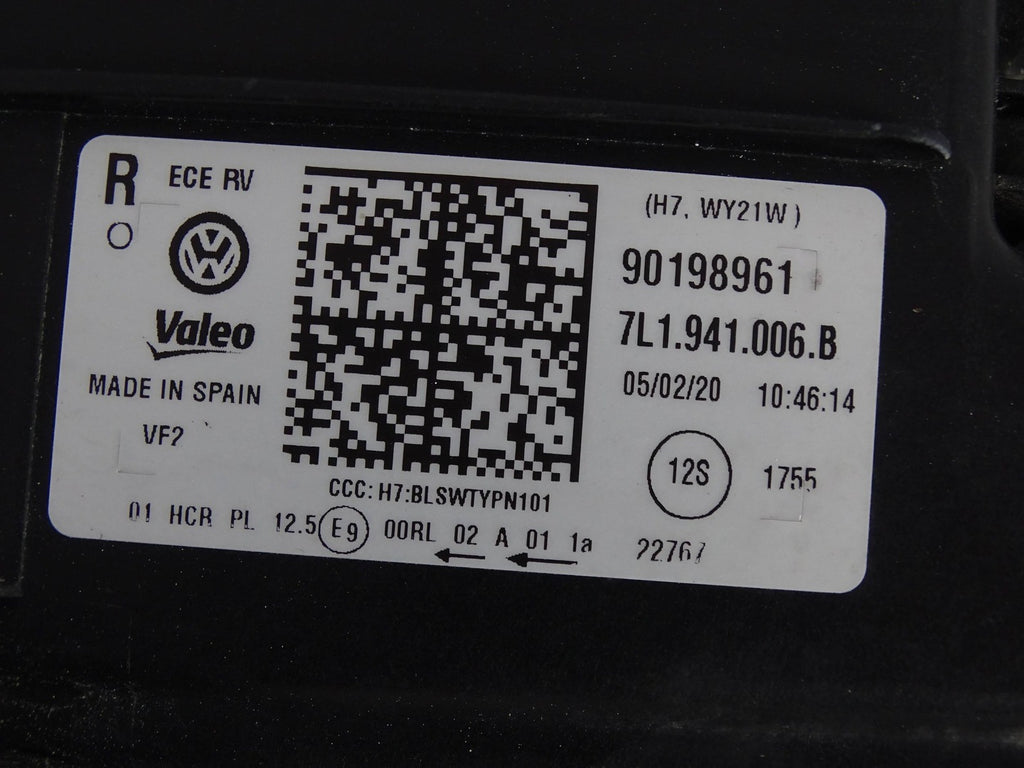 R ECE RV
O
Valeo
MADE IN SPAIN
VF2
CCC: H7:BLSWTYPN101
01 HCR PL 12.5 E9 00RL 02 A 01 1a
(H7, WY21W)
90198961
7L1.941.006.B
05/02/20 10:46:14
12S 1755
22767